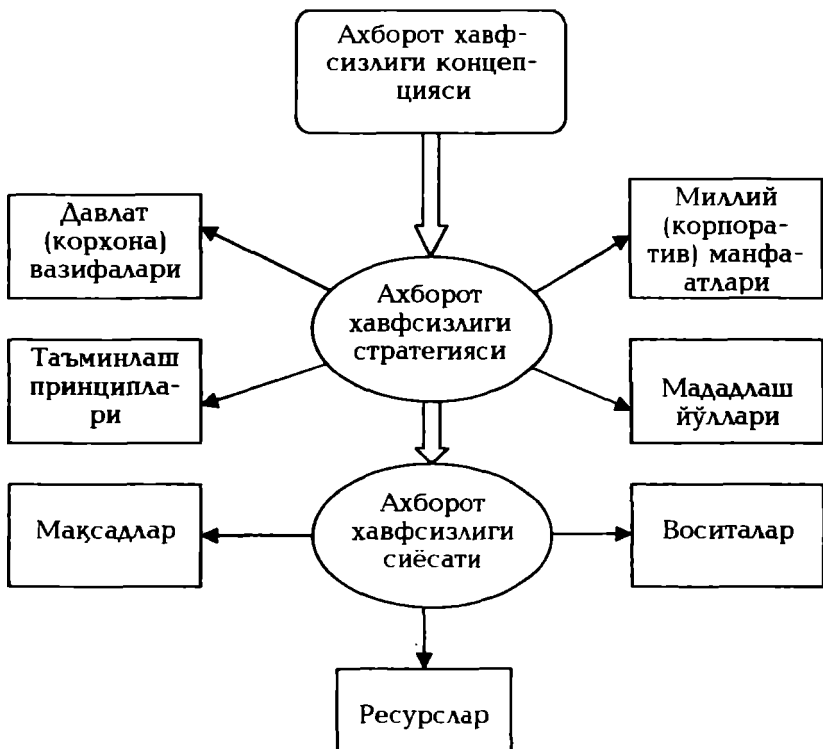 Ахборот хавф-
сизлиги концеп-
цияси
Давлат
(корхона)
вазифалари
Миллий
(корпора-
тив) манфа-
атлари
Ахборот
хавфсизлиги
стратегияси
Таъминлаш
принципла-
ри
Мададлаш
йўллари
Мақсадлар
Ахборот
хавфсизлиги
сиёсати
Воситалар
Ресурслар